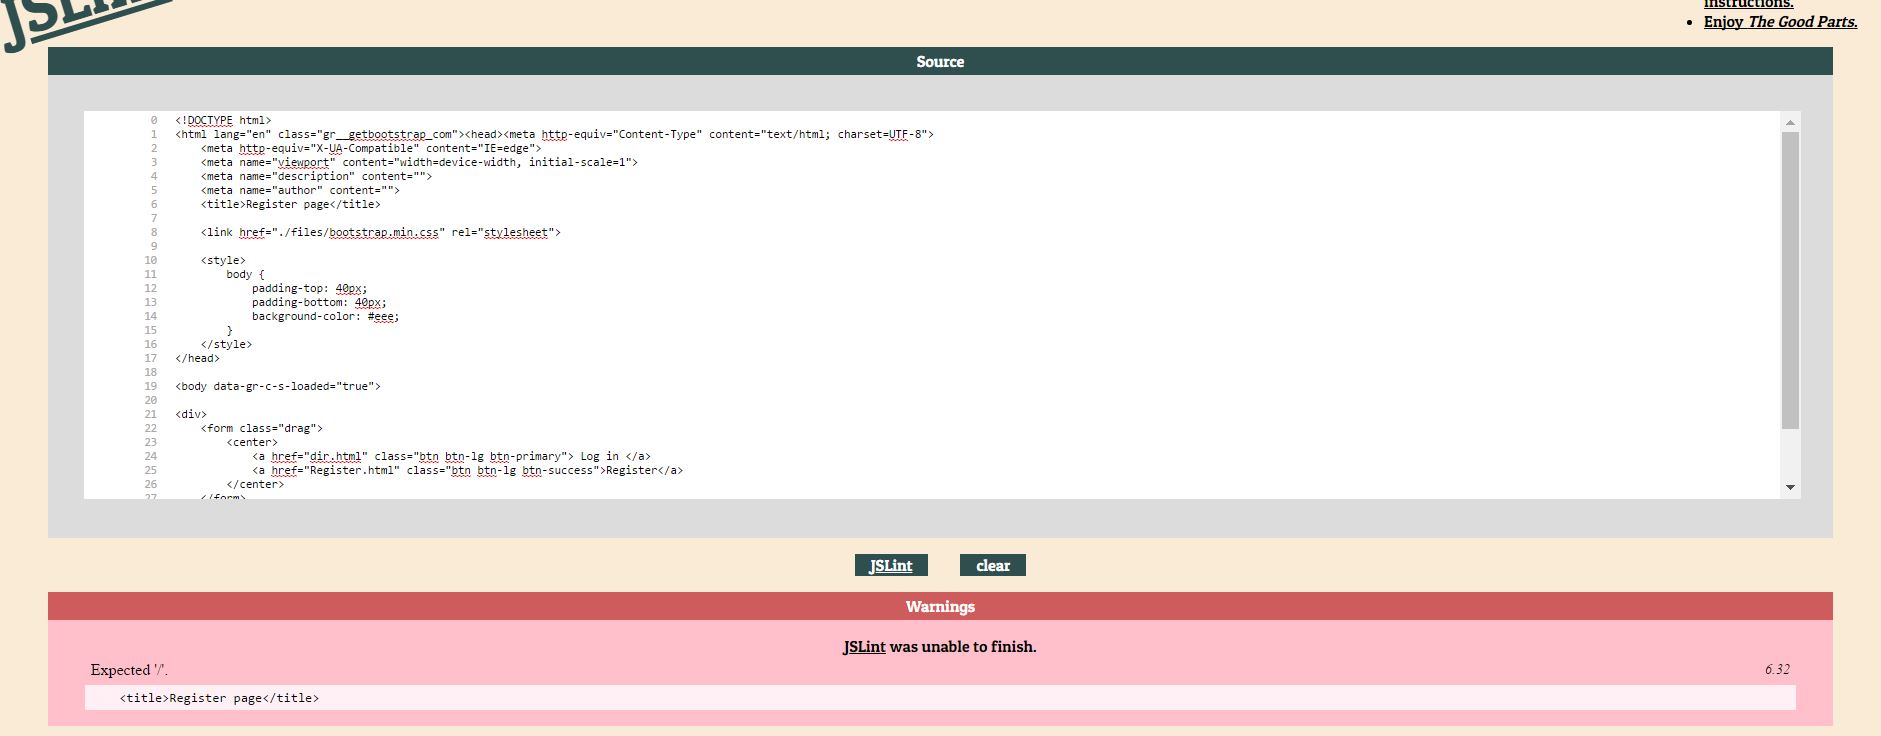 JSLint
instructions.
Enjoy The Good Parts.
Source
0 <!DOCTYPE html>
1 <html lang="en" class="gr__getbootstrap_com"><head><meta http-equiv="Content-Type" content="text/html; charset=UTF-8">
2 <meta http-equiv="X-UA-Compatible" content="IE=edge">
3 <meta name="viewport" content="width=device-width, initial-scale=1">
4 <meta name="description" content="">
5 <meta name="author" content="">
6 <title>Register page</title>
7
8 <link href="./files/bootstrap.min.css" rel="stylesheet">
9
10 <style>
11 body {
12 padding-top: 40px;
13 padding-bottom: 40px;
14 background-color: #eee;
15 }
16 </style>
17 </head>
18
19 <body data-gr-c-s-loaded="true">
20
21 <div>
22 <form class="drag">
23 <center>
24 <a href="dir.html" class="btn btn-lg btn-primary"> Log in </a>
25 <a href="Register.html" class="btn btn-lg btn-success">Register</a>
26 </center>
27 </form>
JSLint clear
Warnings
JSLint was unable to finish.
Expected '/'. 6.32
<title>Register page</title>